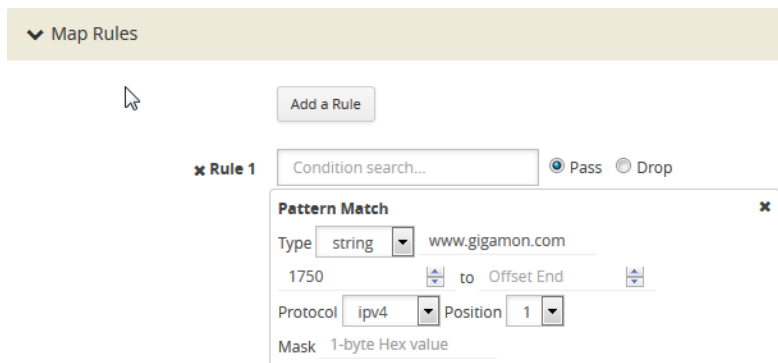 Map Rules
Add a Rule
Rule 1 Condition search... Pass Drop
Pattern Match
Type string www.gigamon.com
1750 to Offset End
Protocol ipv4 Position 1
Mask 1-byte Hex value